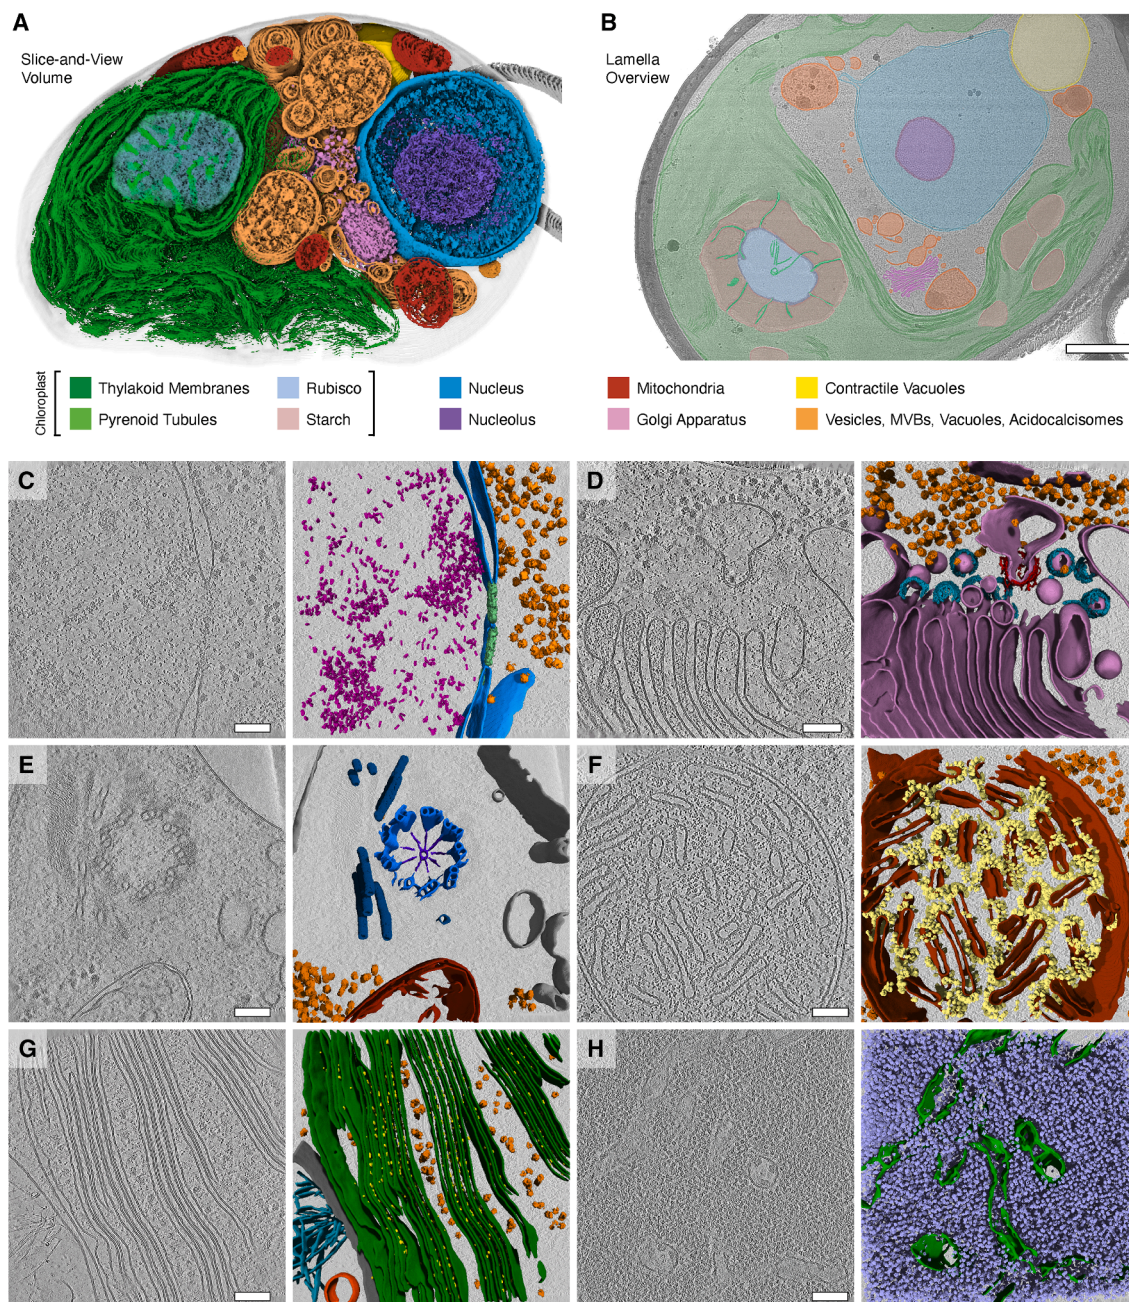 A
Slice-and-View
Volume
B
Lamella
Overview
Chloroplast
Thylakoid Membranes
Rubisco
Nucleus
Mitochondria
Contractile Vacuoles
Pyrenoid Tubules
Starch
Nucleolus
Golgi Apparatus
Vesicles, MVBs, Vacuoles, Acidocalcisomes
C
D
E
F
G
H